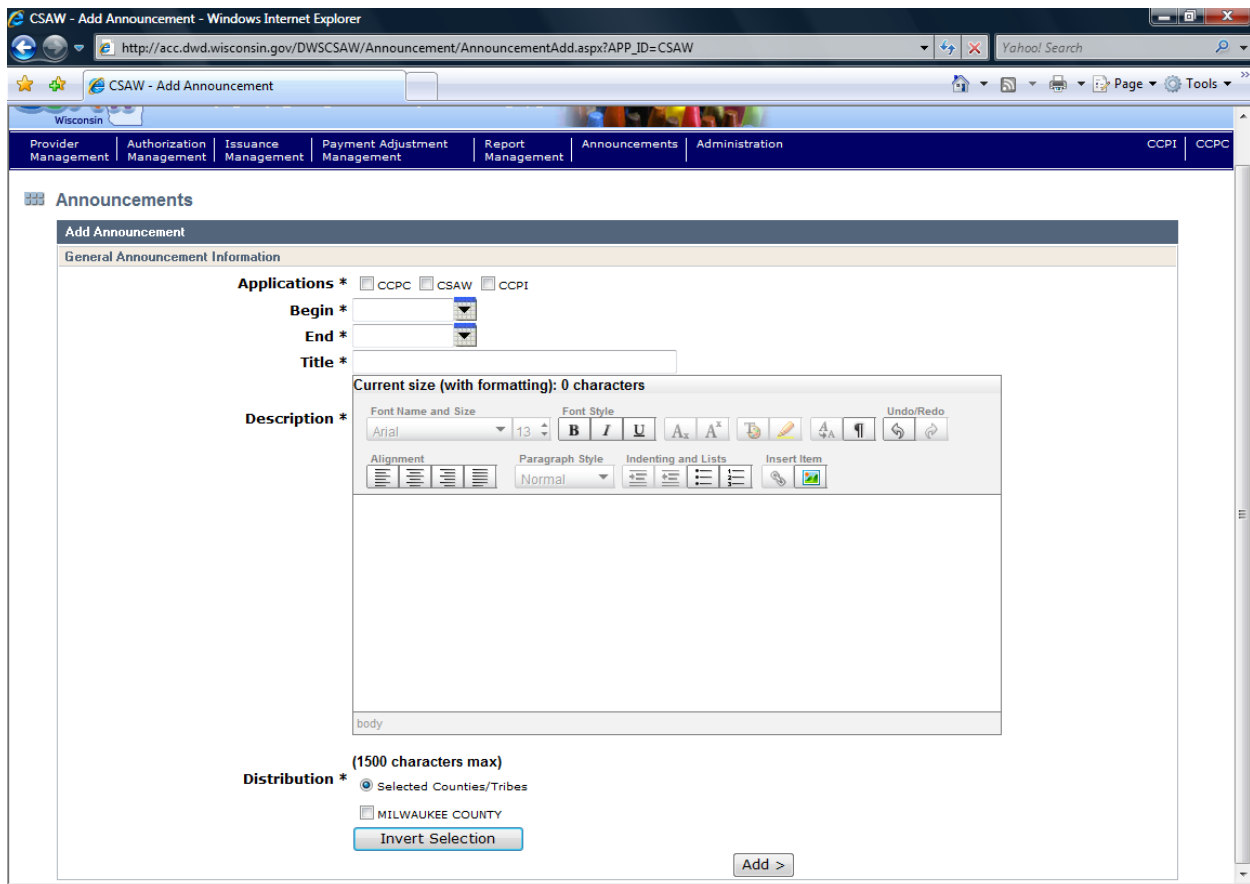 CSAW - Add Announcement - Windows Internet Explorer
http://acc.dwd.wisconsin.gov/DWSCSAW/Announcement/AnnouncementAdd.aspx?APP_ID=CSAW
Yahoo! Search
CSAW - Add Announcement
Page
Tools
Wisconsin
Provider Management
Authorization Management
Issuance Management
Payment Adjustment Management
Report Management
Announcements
Administration
CCPI
CCPC
Announcements
Add Announcement
General Announcement Information
Applications * CCPC CSAW CCPI
Begin *
End *
Title *
Current size (with formatting): 0 characters
Description *
Font Name and Size Font Style Undo/Redo
Arial 13 B I U
Alignment Paragraph Style Indenting and Lists Insert Item
Normal
body
(1500 characters max)
Distribution * Selected Counties/Tribes
MILWAUKEE COUNTY
Invert Selection
Add >